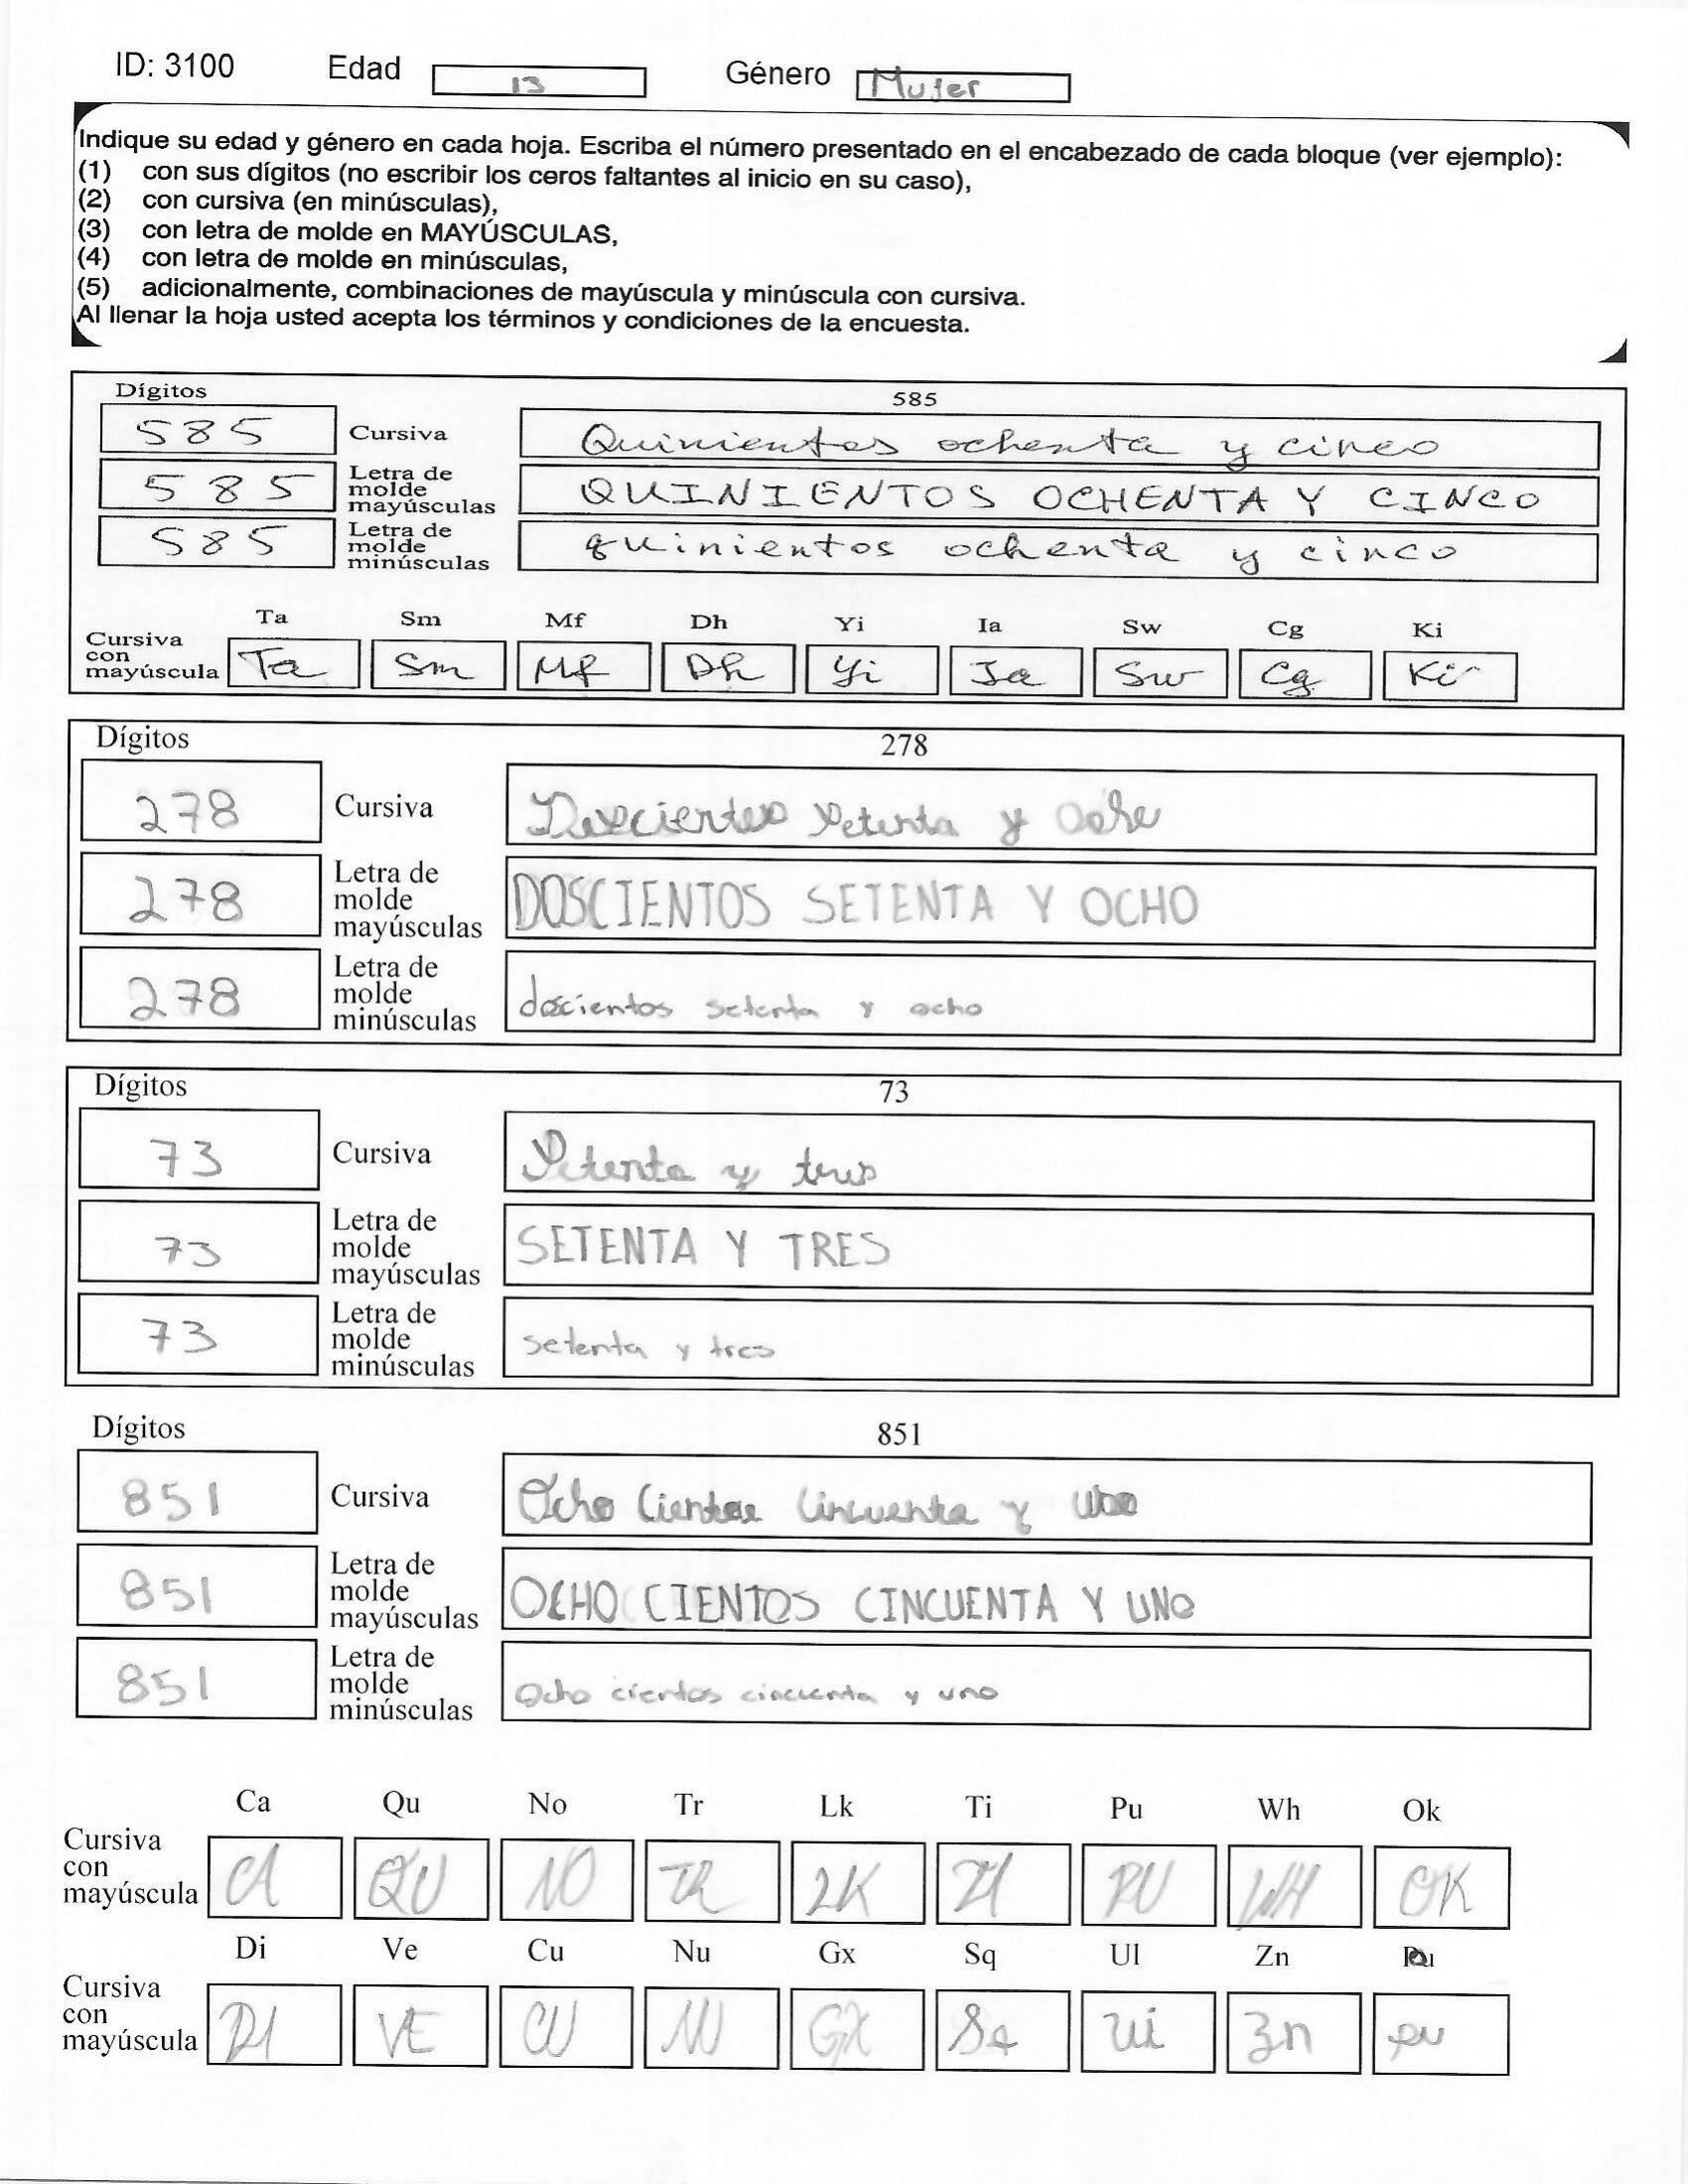 ID: 3100 Edad 13 Género Mujer
Indique su edad y género en cada hoja. Escriba el número presentado en el encabezado de cada bloque (ver ejemplo):
(1) con sus dígitos (no escribir los ceros faltantes al inicio en su caso),
(2) con cursiva (en minúsculas),
(3) con letra de molde en MAYÚSCULAS,
(4) con letra de molde en minúsculas,
(5) adicionalmente, combinaciones de mayúscula y minúscula con cursiva.
Al llenar la hoja usted acepta los términos y condiciones de la encuesta.
Dígitos 585
585 Cursiva Quinientos ochenta y cinco
585 Letra de molde mayúsculas QUINIENTOS OCHENTA Y CINCO
585 Letra de molde minúsculas quinientos ochenta y cinco
Ta Sm Mf Dh Yi Ia Sw Cg Ki
Cursiva con mayúscula Ta Sm Mf Dh Yi Ia Sw Cg Ki
Dígitos 278
278 Cursiva Doscientos setenta y Ocho
278 Letra de molde mayúsculas DOSCIENTOS SETENTA Y OCHO
278 Letra de molde minúsculas doscientos setenta y ocho
Dígitos 73
73 Cursiva Setenta y tres
73 Letra de molde mayúsculas SETENTA Y TRES
73 Letra de molde minúsculas setenta y tres
Dígitos 851
851 Cursiva Ocho Cientos Cincuenta y uno
851 Letra de molde mayúsculas OCHO CIENTOS CINCUENTA Y UNO
851 Letra de molde minúsculas Ocho cientos cincuenta y uno
Ca Qu No Tr Lk Ti Pu Wh Ok
Cursiva con mayúscula CA QU NO TR LK TI PU WH OK
Di Ve Cu Nu Gx Sq Ul Zn
Cursiva con mayúscula DI VE CU NU GX Sq Ui Zn